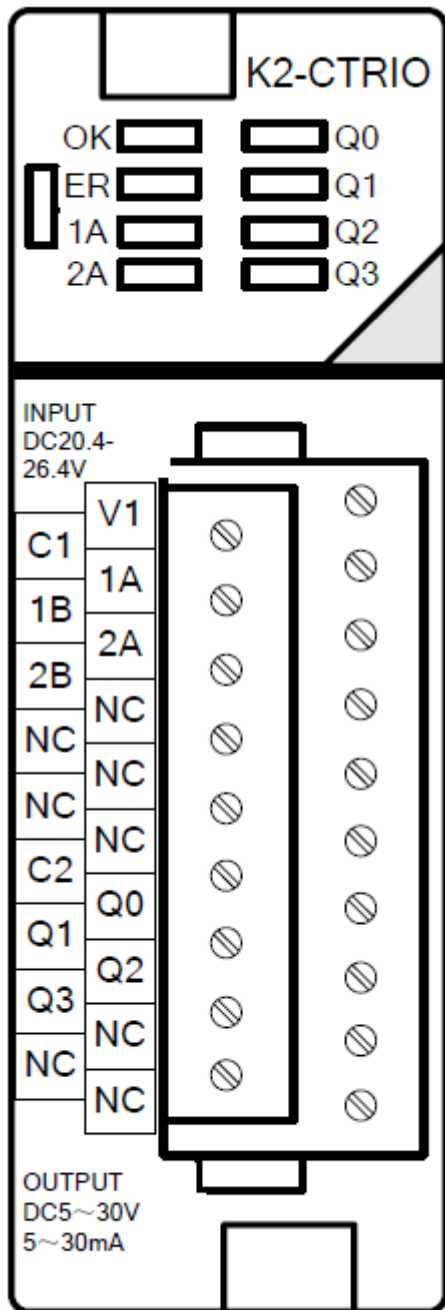 K2-CTRIO
OK Q0
ER Q1
1A Q2
2A Q3
INPUT
DC20.4-
26.4V
V1
C1
1A
1B
2A
2B
NC
NC
NC
NC
NC
C2
Q0
Q1
Q2
Q3
NC
NC
NC
OUTPUT
DC5～30V
5～30mA